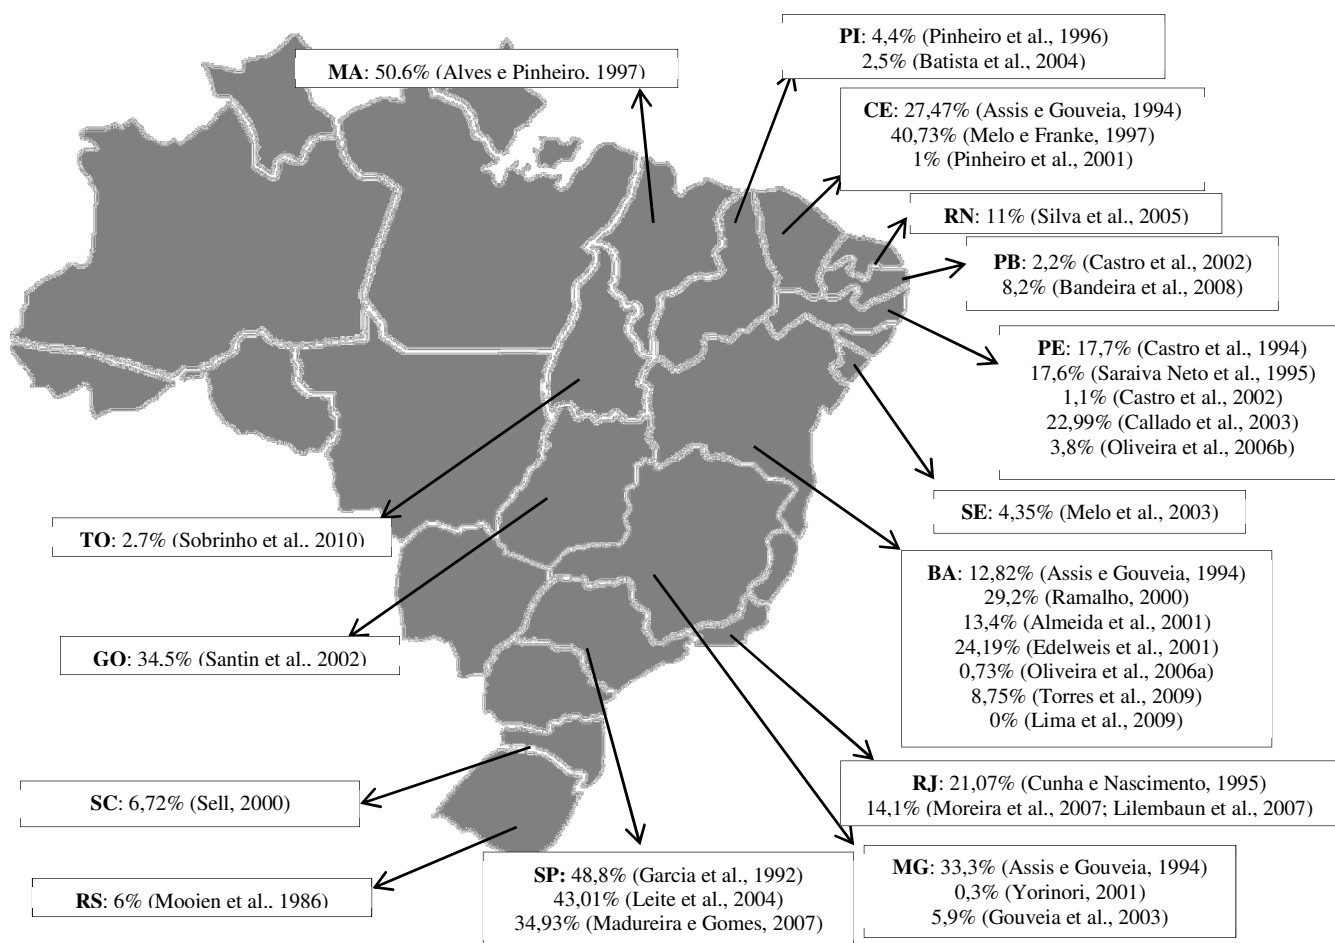 PI: 4,4% (Pinheiro et al., 1996)
2,5% (Batista et al., 2004)
MA: 50,6% (Alves e Pinheiro, 1997)
CE: 27,47% (Assis e Gouveia, 1994)
40,73% (Melo e Franke, 1997)
1% (Pinheiro et al., 2001)
RN: 11% (Silva et al., 2005)
PB: 2,2% (Castro et al., 2002)
8,2% (Bandeira et al., 2008)
PE: 17,7% (Castro et al., 1994)
17,6% (Saraiva Neto et al., 1995)
1,1% (Castro et al., 2002)
22,99% (Callado et al., 2003)
3,8% (Oliveira et al., 2006b)
SE: 4,35% (Melo et al., 2003)
TO: 2,7% (Sobrinho et al., 2010)
BA: 12,82% (Assis e Gouveia, 1994)
29,2% (Ramalho, 2000)
13,4% (Almeida et al., 2001)
24,19% (Edelweis et al., 2001)
0,73% (Oliveira et al., 2006a)
8,75% (Torres et al., 2009)
0% (Lima et al., 2009)
GO: 34,5% (Santin et al., 2002)
RJ: 21,07% (Cunha e Nascimento, 1995)
14,1% (Moreira et al., 2007; Lilembaun et al., 2007)
SC: 6,72% (Sell, 2000)
RS: 6% (Mooien et al., 1986)
SP: 48,8% (Garcia et al., 1992)
43,01% (Leite et al., 2004)
34,93% (Madureira e Gomes, 2007)
MG: 33,3% (Assis e Gouveia, 1994)
0,3% (Yorinori, 2001)
5,9% (Gouveia et al., 2003)